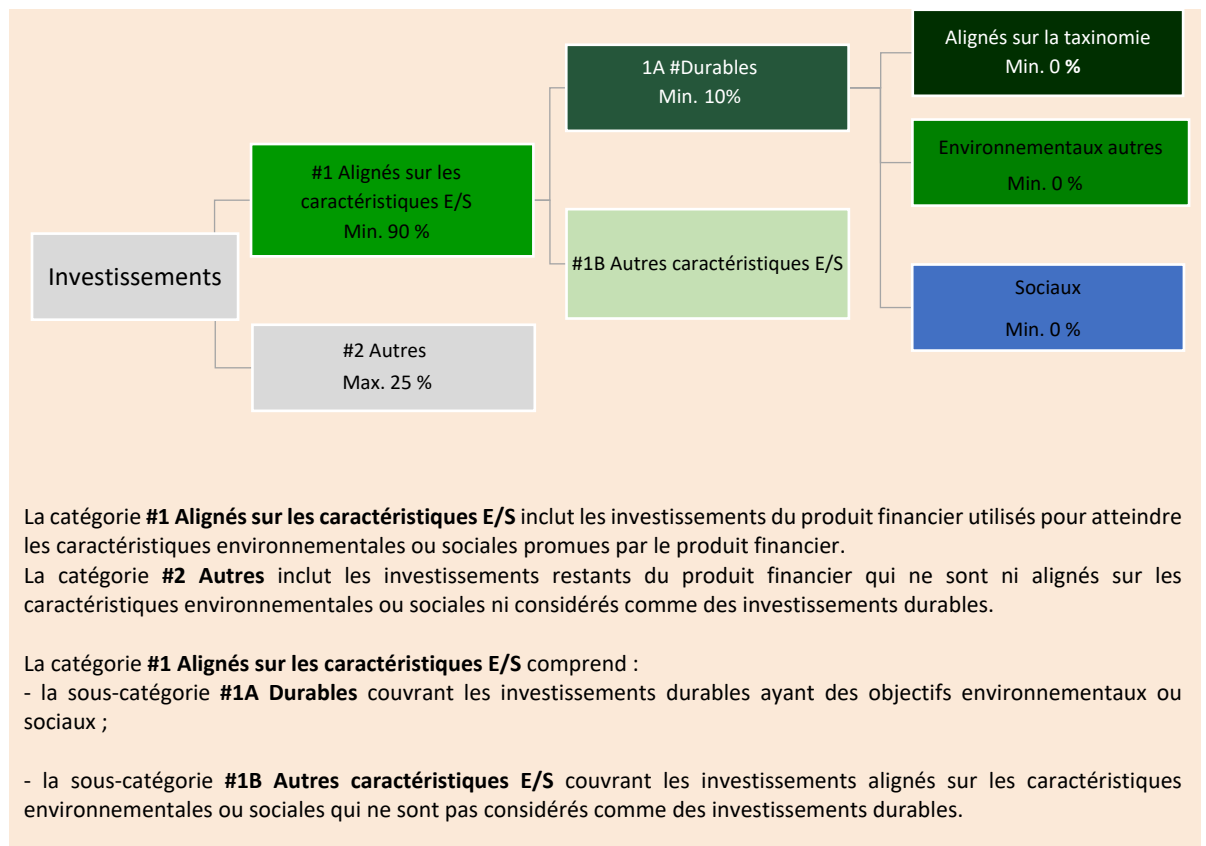 Alignés sur la taxinomie
Min. 0 %
1A #Durables
Min. 10%
Environnementaux autres
Min. 0 %
#1 Alignés sur les
caractéristiques E/S
Min. 90 %
#1B Autres caractéristiques E/S
Investissements
Sociaux
Min. 0 %
#2 Autres
Max. 25 %
La catégorie #1 Alignés sur les caractéristiques E/S inclut les investissements du produit financier utilisés pour atteindre
les caractéristiques environnementales ou sociales promues par le produit financier.
La catégorie #2 Autres inclut les investissements restants du produit financier qui ne sont ni alignés sur les
caractéristiques environnementales ou sociales ni considérés comme des investissements durables.
La catégorie #1 Alignés sur les caractéristiques E/S comprend :
- la sous-catégorie #1A Durables couvrant les investissements durables ayant des objectifs environnementaux ou
sociaux ;
- la sous-catégorie #1B Autres caractéristiques E/S couvrant les investissements alignés sur les caractéristiques
environnementales ou sociales qui ne sont pas considérés comme des investissements durables.